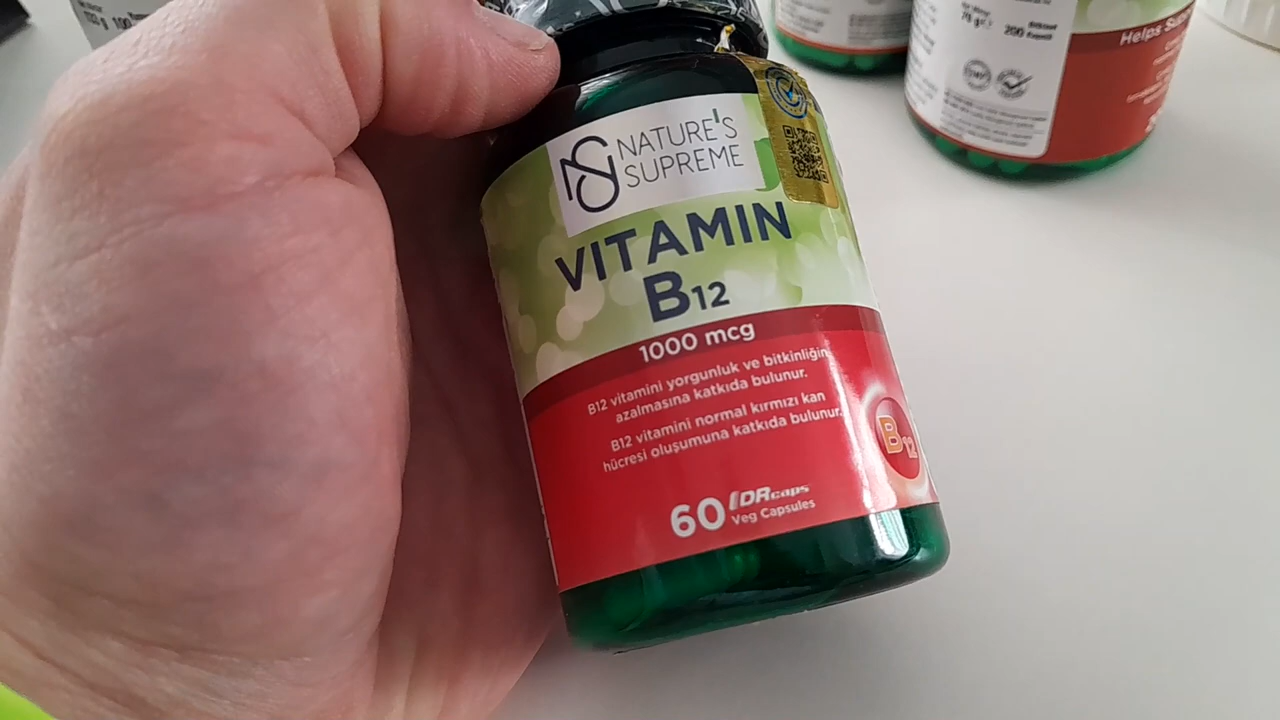 NATURE'S
SUPREME
VITAMIN
B12
1000 mcg
B12 vitamini yorgunluk ve bitkinliğin
azalmasına katkıda bulunur.
B12 vitamini normal kırmızı kan
hücresi oluşumuna katkıda bulunur.
60 DRcaps
Veg Capsules
B12
200
Helps